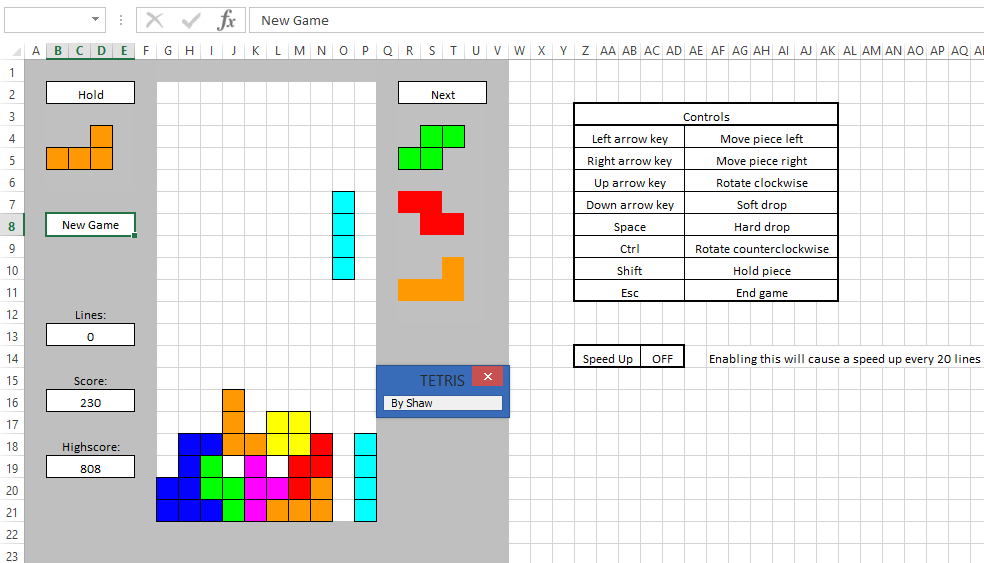 New Game
A B C D E F G H I J K L M N O P Q R S T U V W X Y Z AA AB AC AD AE AF AG AH AI AJ AK AL AM AN AO AP AQ
1
2 Hold Next
3 Controls
4 Left arrow key Move piece left
5 Right arrow key Move piece right
6 Up arrow key Rotate clockwise
7 Down arrow key Soft drop
8 New Game Space Hard drop
9 Ctrl Rotate counterclockwise
10 Shift Hold piece
11 Esc End game
12 Lines:
13 0
14 Speed Up OFF Enabling this will cause a speed up every 20 lines
15 Score: TETRIS
16 230 By Shaw
17
18 Highscore:
19 808
20
21
22
23